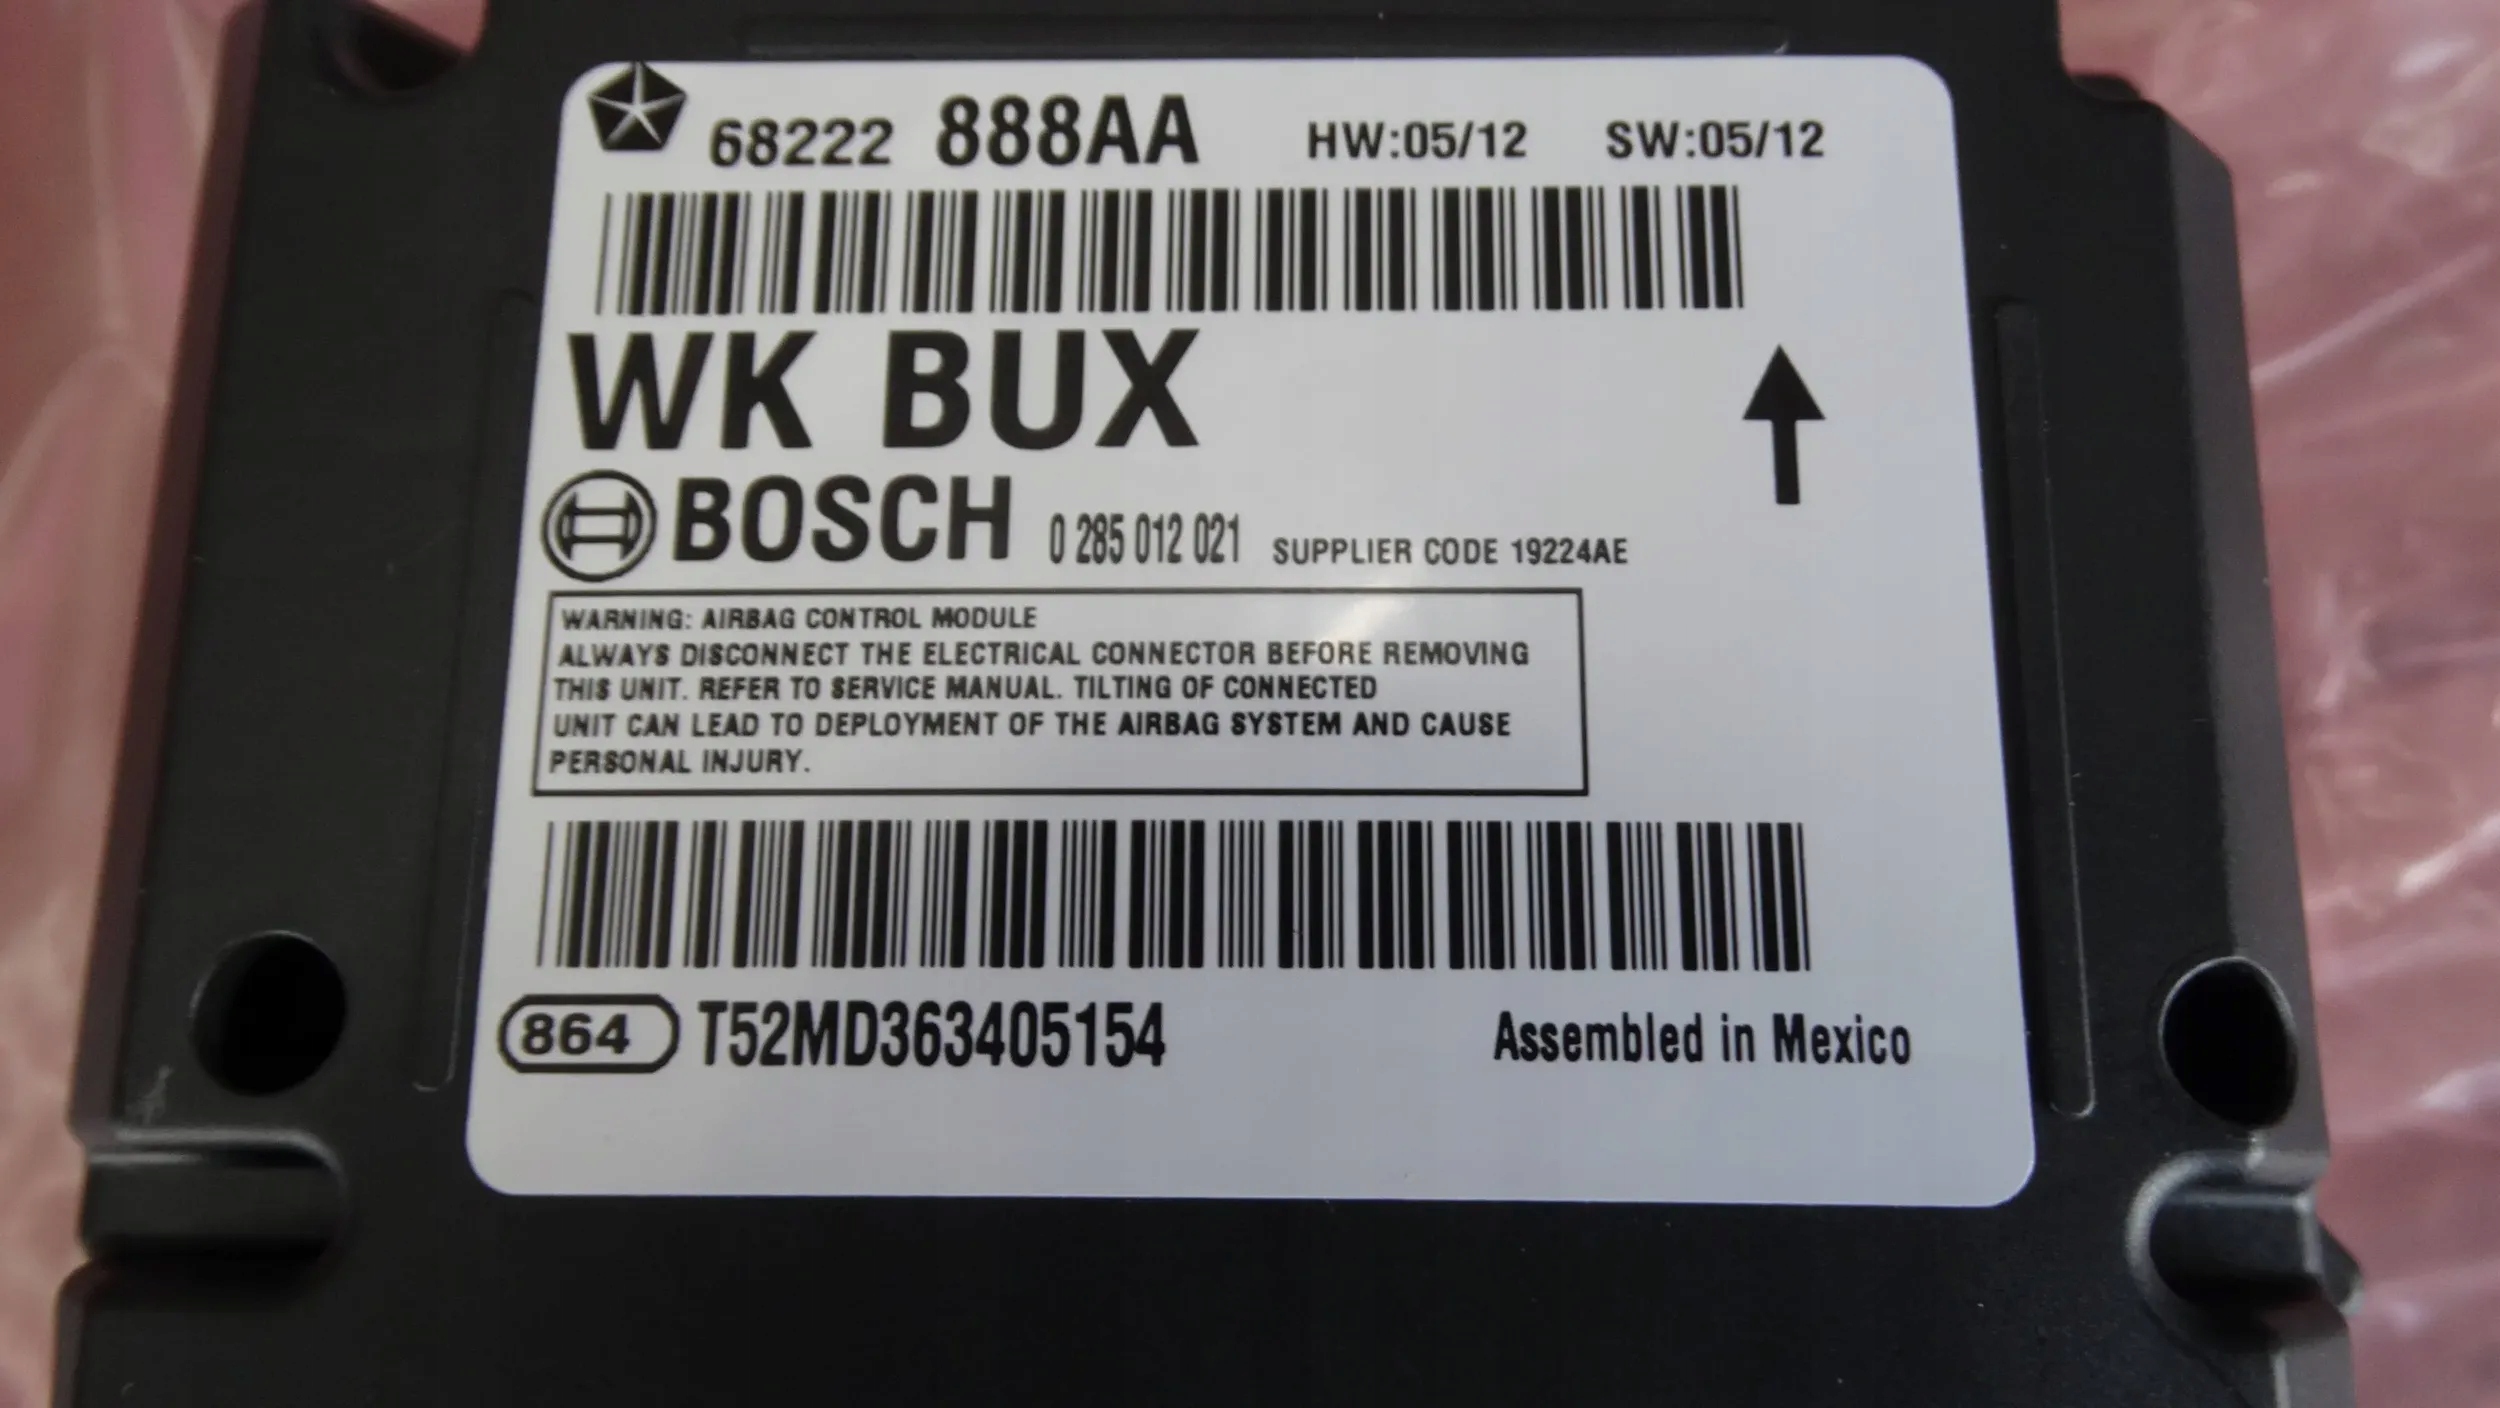 68222 888AA HW:05/12 SW:05/12
WK BUX
BOSCH 0 285 012 021 SUPPLIER CODE 19224AE
WARNING: AIRBAG CONTROL MODULE
ALWAYS DISCONNECT THE ELECTRICAL CONNECTOR BEFORE REMOVING
THIS UNIT. REFER TO SERVICE MANUAL. TILTING OF CONNECTED
UNIT CAN LEAD TO DEPLOYMENT OF THE AIRBAG SYSTEM AND CAUSE
PERSONAL INJURY.
864 T52MD363405154 Assembled in Mexico